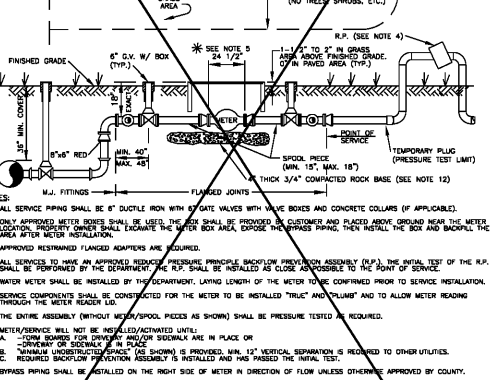 AREA
(NO TREES, SHRUBS, ETC.)
R.P. (SEE NOTE 4)
6" G.V. W/ BOX
(TYP.)
* SEE NOTE 5
24 1/2"
1-1/2" TO 2" IN GRASS
AREA ABOVE FINISHED GRADE.
0" IN PAVED AREA (TYP.)
FINISHED GRADE
18"
EXACT
36" MIN. COVER
METER
8"x6" RED
MIN. 40"
MAX. 48"
POINT OF
SERVICE
SPOOL PIECE
(MIN. 15", MAX. 18")
TEMPORARY PLUG
(PRESSURE TEST LIMIT)
THICK 3/4" COMPACTED ROCK BASE (SEE NOTE 12)
M.J. FITTINGS
FLANGED JOINTS
ES:
ALL SERVICE PIPING SHALL BE 6" DUCTILE IRON WITH 6" GATE VALVES WITH VALVE BOXES AND CONCRETE COLLARS (IF APPLICABLE).
ONLY APPROVED METER BOXES SHALL BE USED. THE BOX SHALL BE PROVIDED BY CUSTOMER AND PLACED ABOVE GROUND NEAR THE METER
LOCATION. PROPERTY OWNER SHALL EXCAVATE THE METER BOX AREA, EXPOSE THE BYPASS PIPING, THEN INSTALL THE BOX AND BACKFILL THE
AREA AFTER METER INSTALLATION.
APPROVED RESTRAINED FLANGED ADAPTERS ARE REQUIRED.
ALL SERVICES TO HAVE AN APPROVED REDUCED PRESSURE PRINCIPLE BACKFLOW PREVENTION ASSEMBLY (R.P.). THE INITIAL TEST OF THE R.P.
SHALL BE PERFORMED BY THE DEPARTMENT. THE R.P. SHALL BE INSTALLED AS CLOSE AS POSSIBLE TO THE POINT OF SERVICE.
WATER METER SHALL BE INSTALLED BY THE DEPARTMENT. LAYING LENGTH OF THE METER TO BE CONFIRMED PRIOR TO SERVICE INSTALLATION.
SERVICE COMPONENTS SHALL BE CONSTRUCTED FOR THE METER TO BE INSTALLED "TRUE" AND "PLUMB" AND TO ALLOW METER READING
THROUGH THE METER READER LID.
THE ENTIRE ASSEMBLY (WITHOUT METER/SPOOL PIECES AS SHOWN) SHALL BE PRESSURE TESTED AS REQUIRED.
METER/SERVICE WILL NOT BE INSTALLED/ACTIVATED UNTIL:
A. -FORM BOARDS FOR DRIVEWAY AND/OR SIDEWALK ARE IN PLACE OR
-DRIVEWAY OR SIDEWALK IS IN PLACE
B. "MINIMUM UNOBSTRUCTED SPACE" (AS SHOWN) IS PROVIDED. MIN. 12" VERTICAL SEPARATION IS REQUIRED TO OTHER UTILITIES.
C. REQUIRED BACKFLOW PREVENTION ASSEMBLY IS INSTALLED AND HAS PASSED THE INITIAL TEST.
BYPASS PIPING SHALL BE INSTALLED ON THE RIGHT SIDE OF METER IN DIRECTION OF FLOW UNLESS OTHERWISE APPROVED BY COUNTY.